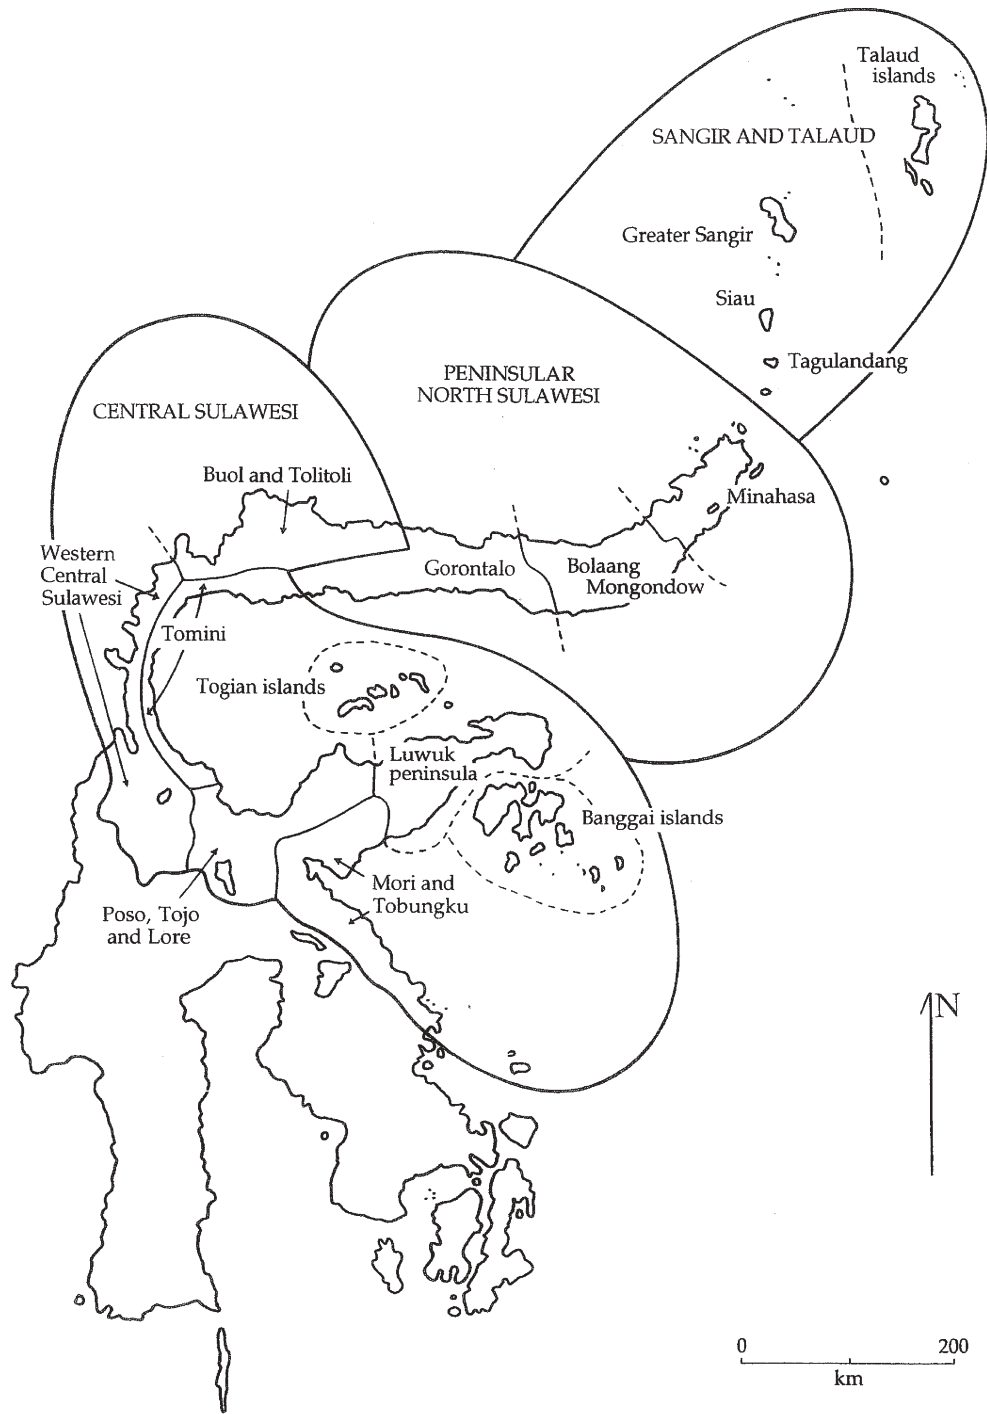 Talaud
islands
SANGIR AND TALAUD
Greater Sangir
Siau
Tagulandang
PENINSULAR
NORTH SULAWESI
CENTRAL SULAWESI
Buol and Tolitoli
Minahasa
Western
Central
Sulawesi
Gorontalo
Bolaang
Mongondow
Tomini
Togian islands
Luwuk
peninsula
Banggai islands
Mori and
Tobungku
Poso, Tojo
and Lore
N
0 200
km